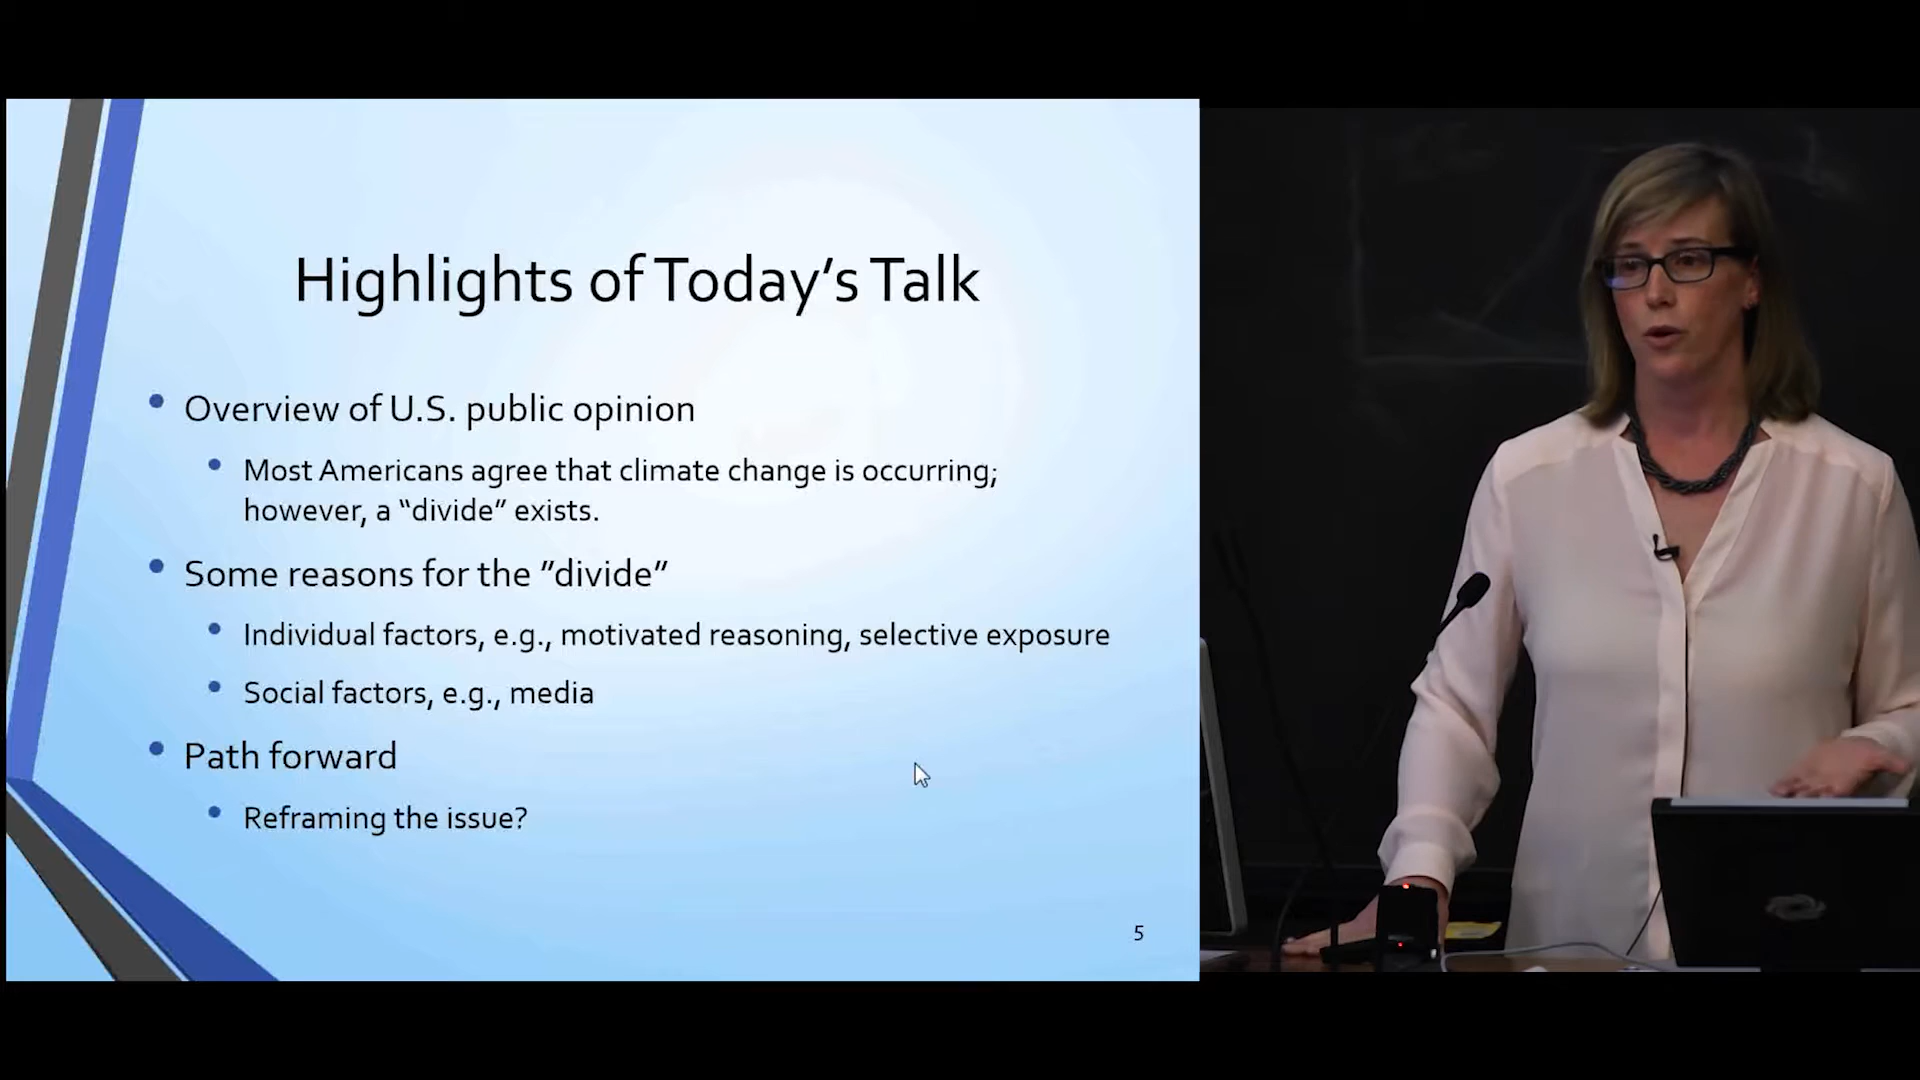 Highlights of Today's Talk
• Overview of U.S. public opinion
• Most Americans agree that climate change is occurring;
however, a “divide” exists.
• Some reasons for the ”divide”
• Individual factors, e.g., motivated reasoning, selective exposure
• Social factors, e.g., media
• Path forward
• Reframing the issue?
5